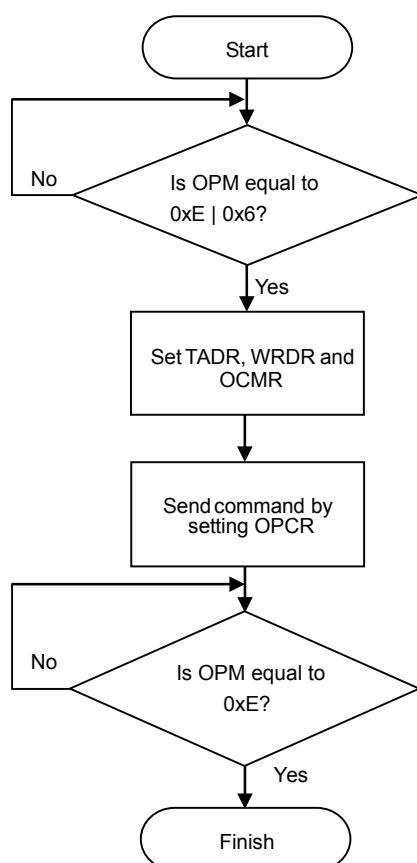 Start
No
Is OPM equal to
0xE | 0x6?
Yes
Set TADR, WRDR and
OCMR
Send command by
setting OPCR
No
Is OPM equal to
0xE?
Yes
Finish